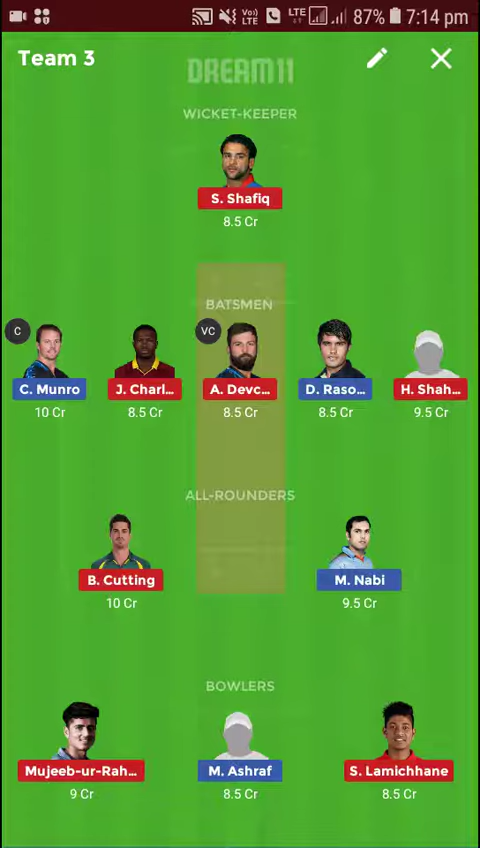 Vo))
LTE
LTE
87%
7:14 pm
Team 3
DREAM11
WICKET-KEEPER
S. Shafiq
8.5 Cr
BATSMEN
C
VC
C. Munro
J. Charl...
A. Devc...
D. Raso...
H. Shah...
10 Cr
8.5 Cr
8.5 Cr
8.5 Cr
9.5 Cr
ALL-ROUNDERS
B. Cutting
M. Nabi
10 Cr
9.5 Cr
BOWLERS
Mujeeb-ur-Rah...
M. Ashraf
S. Lamichhane
9 Cr
8.5 Cr
8.5 Cr